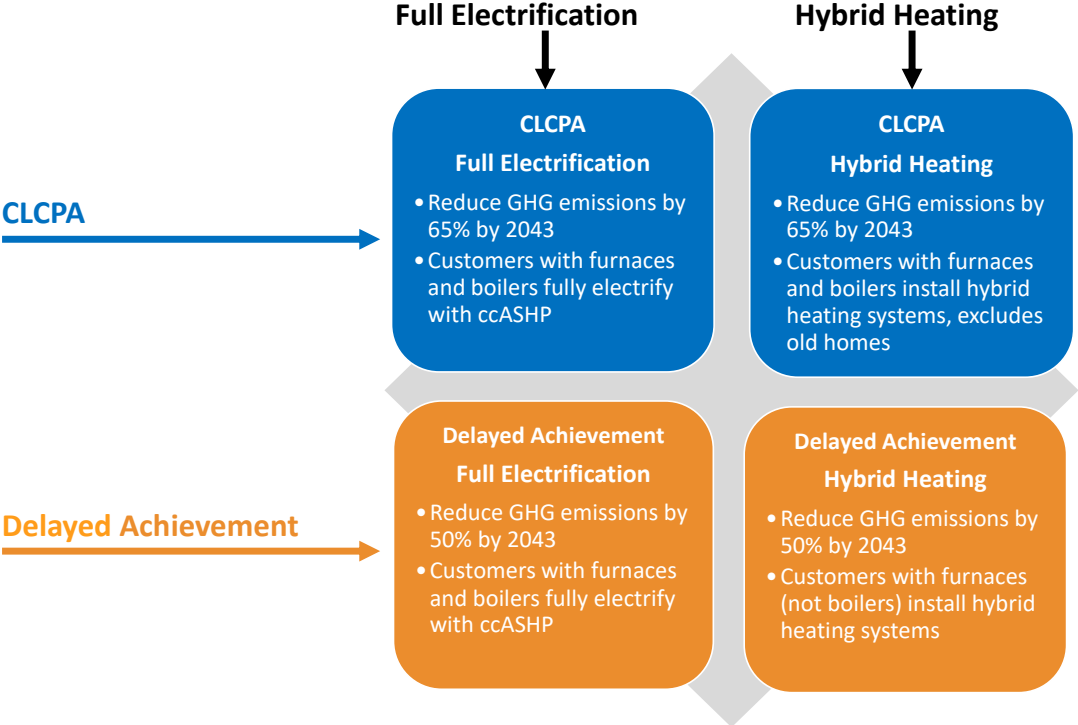 Full Electrification
Hybrid Heating
CLCPA
CLCPA
Full Electrification
• Reduce GHG emissions by
65% by 2043
• Customers with furnaces
and boilers fully electrify
with ccASHP
CLCPA
Hybrid Heating
• Reduce GHG emissions by
65% by 2043
• Customers with furnaces
and boilers install hybrid
heating systems, excludes
old homes
Delayed Achievement
Delayed Achievement
Full Electrification
• Reduce GHG emissions by
50% by 2043
• Customers with furnaces
and boilers fully electrify
with ccASHP
Delayed Achievement
Hybrid Heating
• Reduce GHG emissions by
50% by 2043
• Customers with furnaces
(not boilers) install hybrid
heating systems